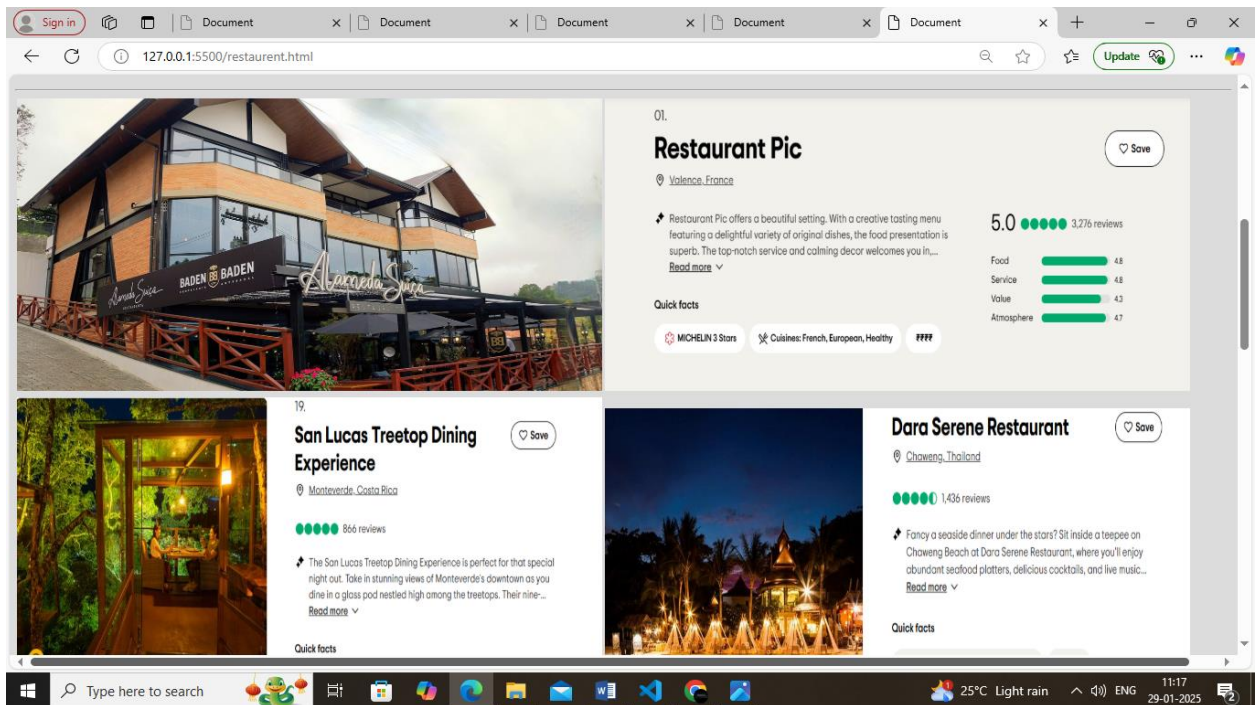 Sign in
Document
Document
Document
Document
Document
127.0.0.1:5500/restaurent.html
Update
Alameda Suiça
BADEN BADEN
Alameda Suiça
01.
Restaurant Pic
Save
Valence, France
Restaurant Pic offers a beautiful setting. With a creative tasting menu
featuring a delightful variety of original dishes, the food presentation is
superb. The top-notch service and calming decor welcomes you in,...
Read more
5.0 3,276 reviews
Food 4.8
Service 4.8
Value 4.3
Atmosphere 4.7
Quick facts
MICHELIN 3 Stars
Cuisines: French, European, Healthy
₣₣₣₣
19.
San Lucas Treetop Dining
Experience
Save
Monteverde, Costa Rica
866 reviews
The San Lucas Treetop Dining Experience is perfect for that special
night out. Take in stunning views of Monteverde's downtown as you
dine in a glass pod nestled high among the treetops. Their nine-...
Read more
Quick facts
Dara Serene Restaurant
Save
Chaweng, Thailand
1,436 reviews
Fancy a seaside dinner under the stars? Sit inside a teepee on
Chaweng Beach at Dara Serene Restaurant, where you'll enjoy
abundant seafood platters, delicious cocktails, and live music...
Read more
Quick facts
Type here to search
25°C Light rain
ENG
11:17
29-01-2025
2